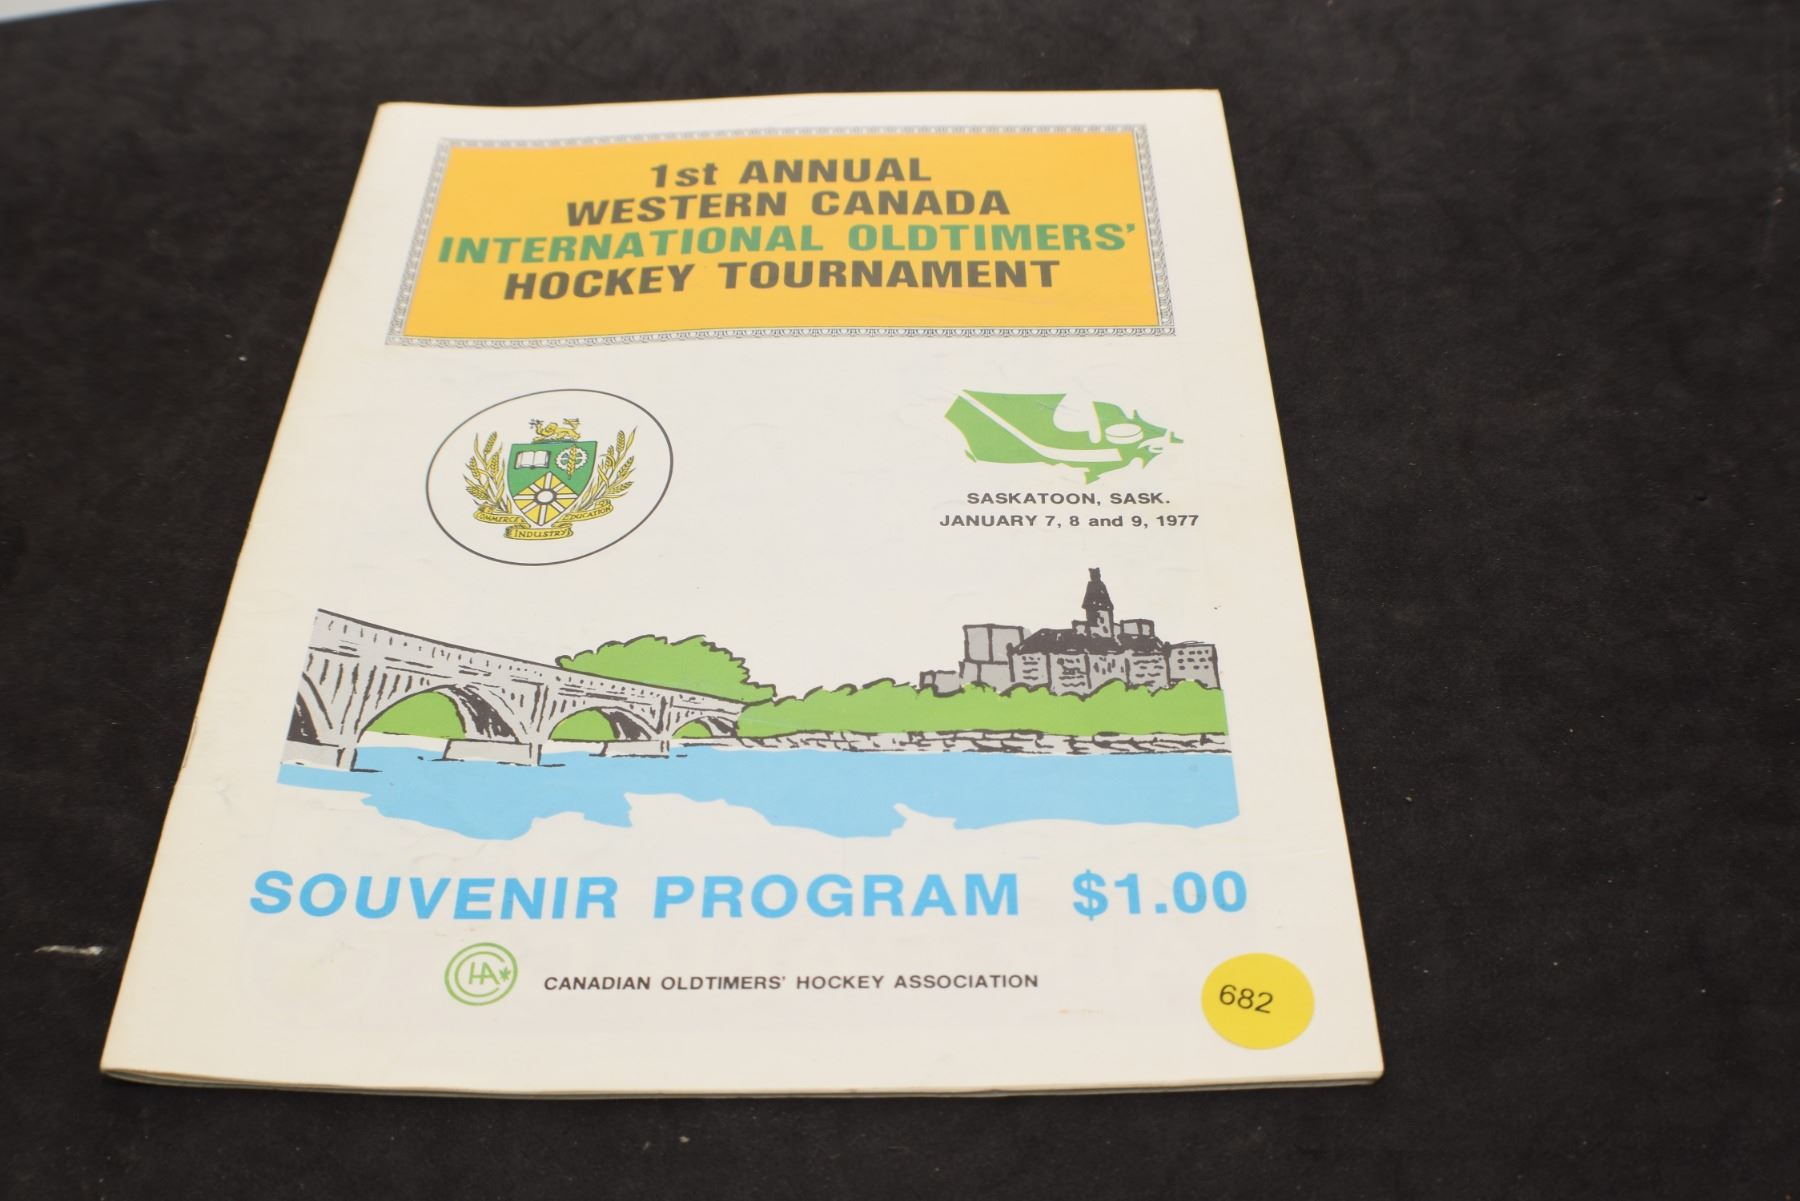 1st ANNUAL
WESTERN CANADA
INTERNATIONAL OLDTIMERS'
HOCKEY TOURNAMENT
COMMERCE EDUCATION
INDUSTRY
SASKATOON, SASK.
JANUARY 7, 8 and 9, 1977
SOUVENIR PROGRAM $1.00
CANADIAN OLDTIMERS' HOCKEY ASSOCIATION
682